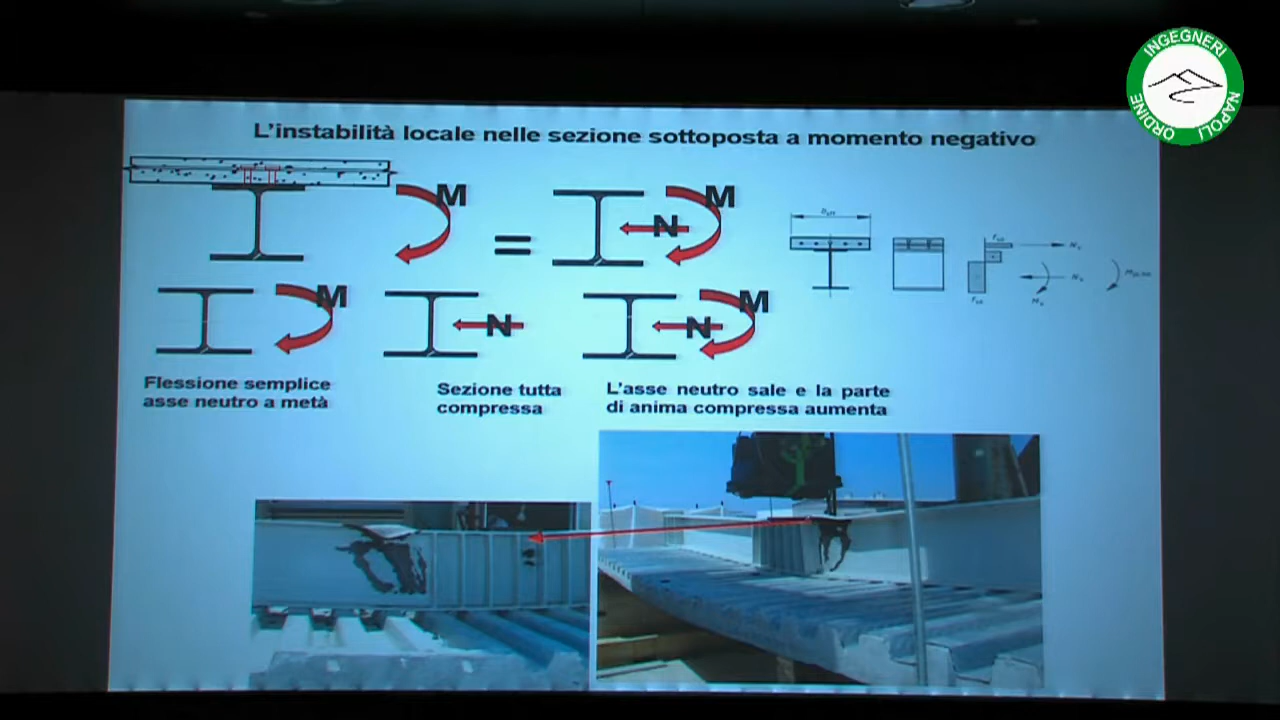 INGEGNERI
NAPOLI
ORDINE
L'instabilità locale nelle sezione sottoposta a momento negativo
M
=
N
M
M
N
N
M
Flessione semplice
asse neutro a metà
Sezione tutta
compressa
L'asse neutro sale e la parte
di anima compressa aumenta